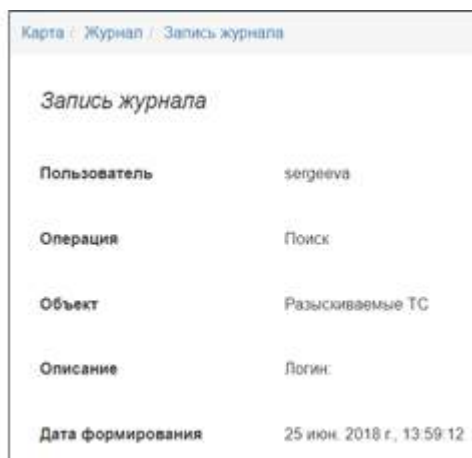 Карта / Журнал / Запись журнала
Запись журнала
Пользователь sergeeva
Операция Поиск
Объект Разыскиваемые ТС
Описание Логин:
Дата формирования 25 июн. 2018 г., 13:59:12